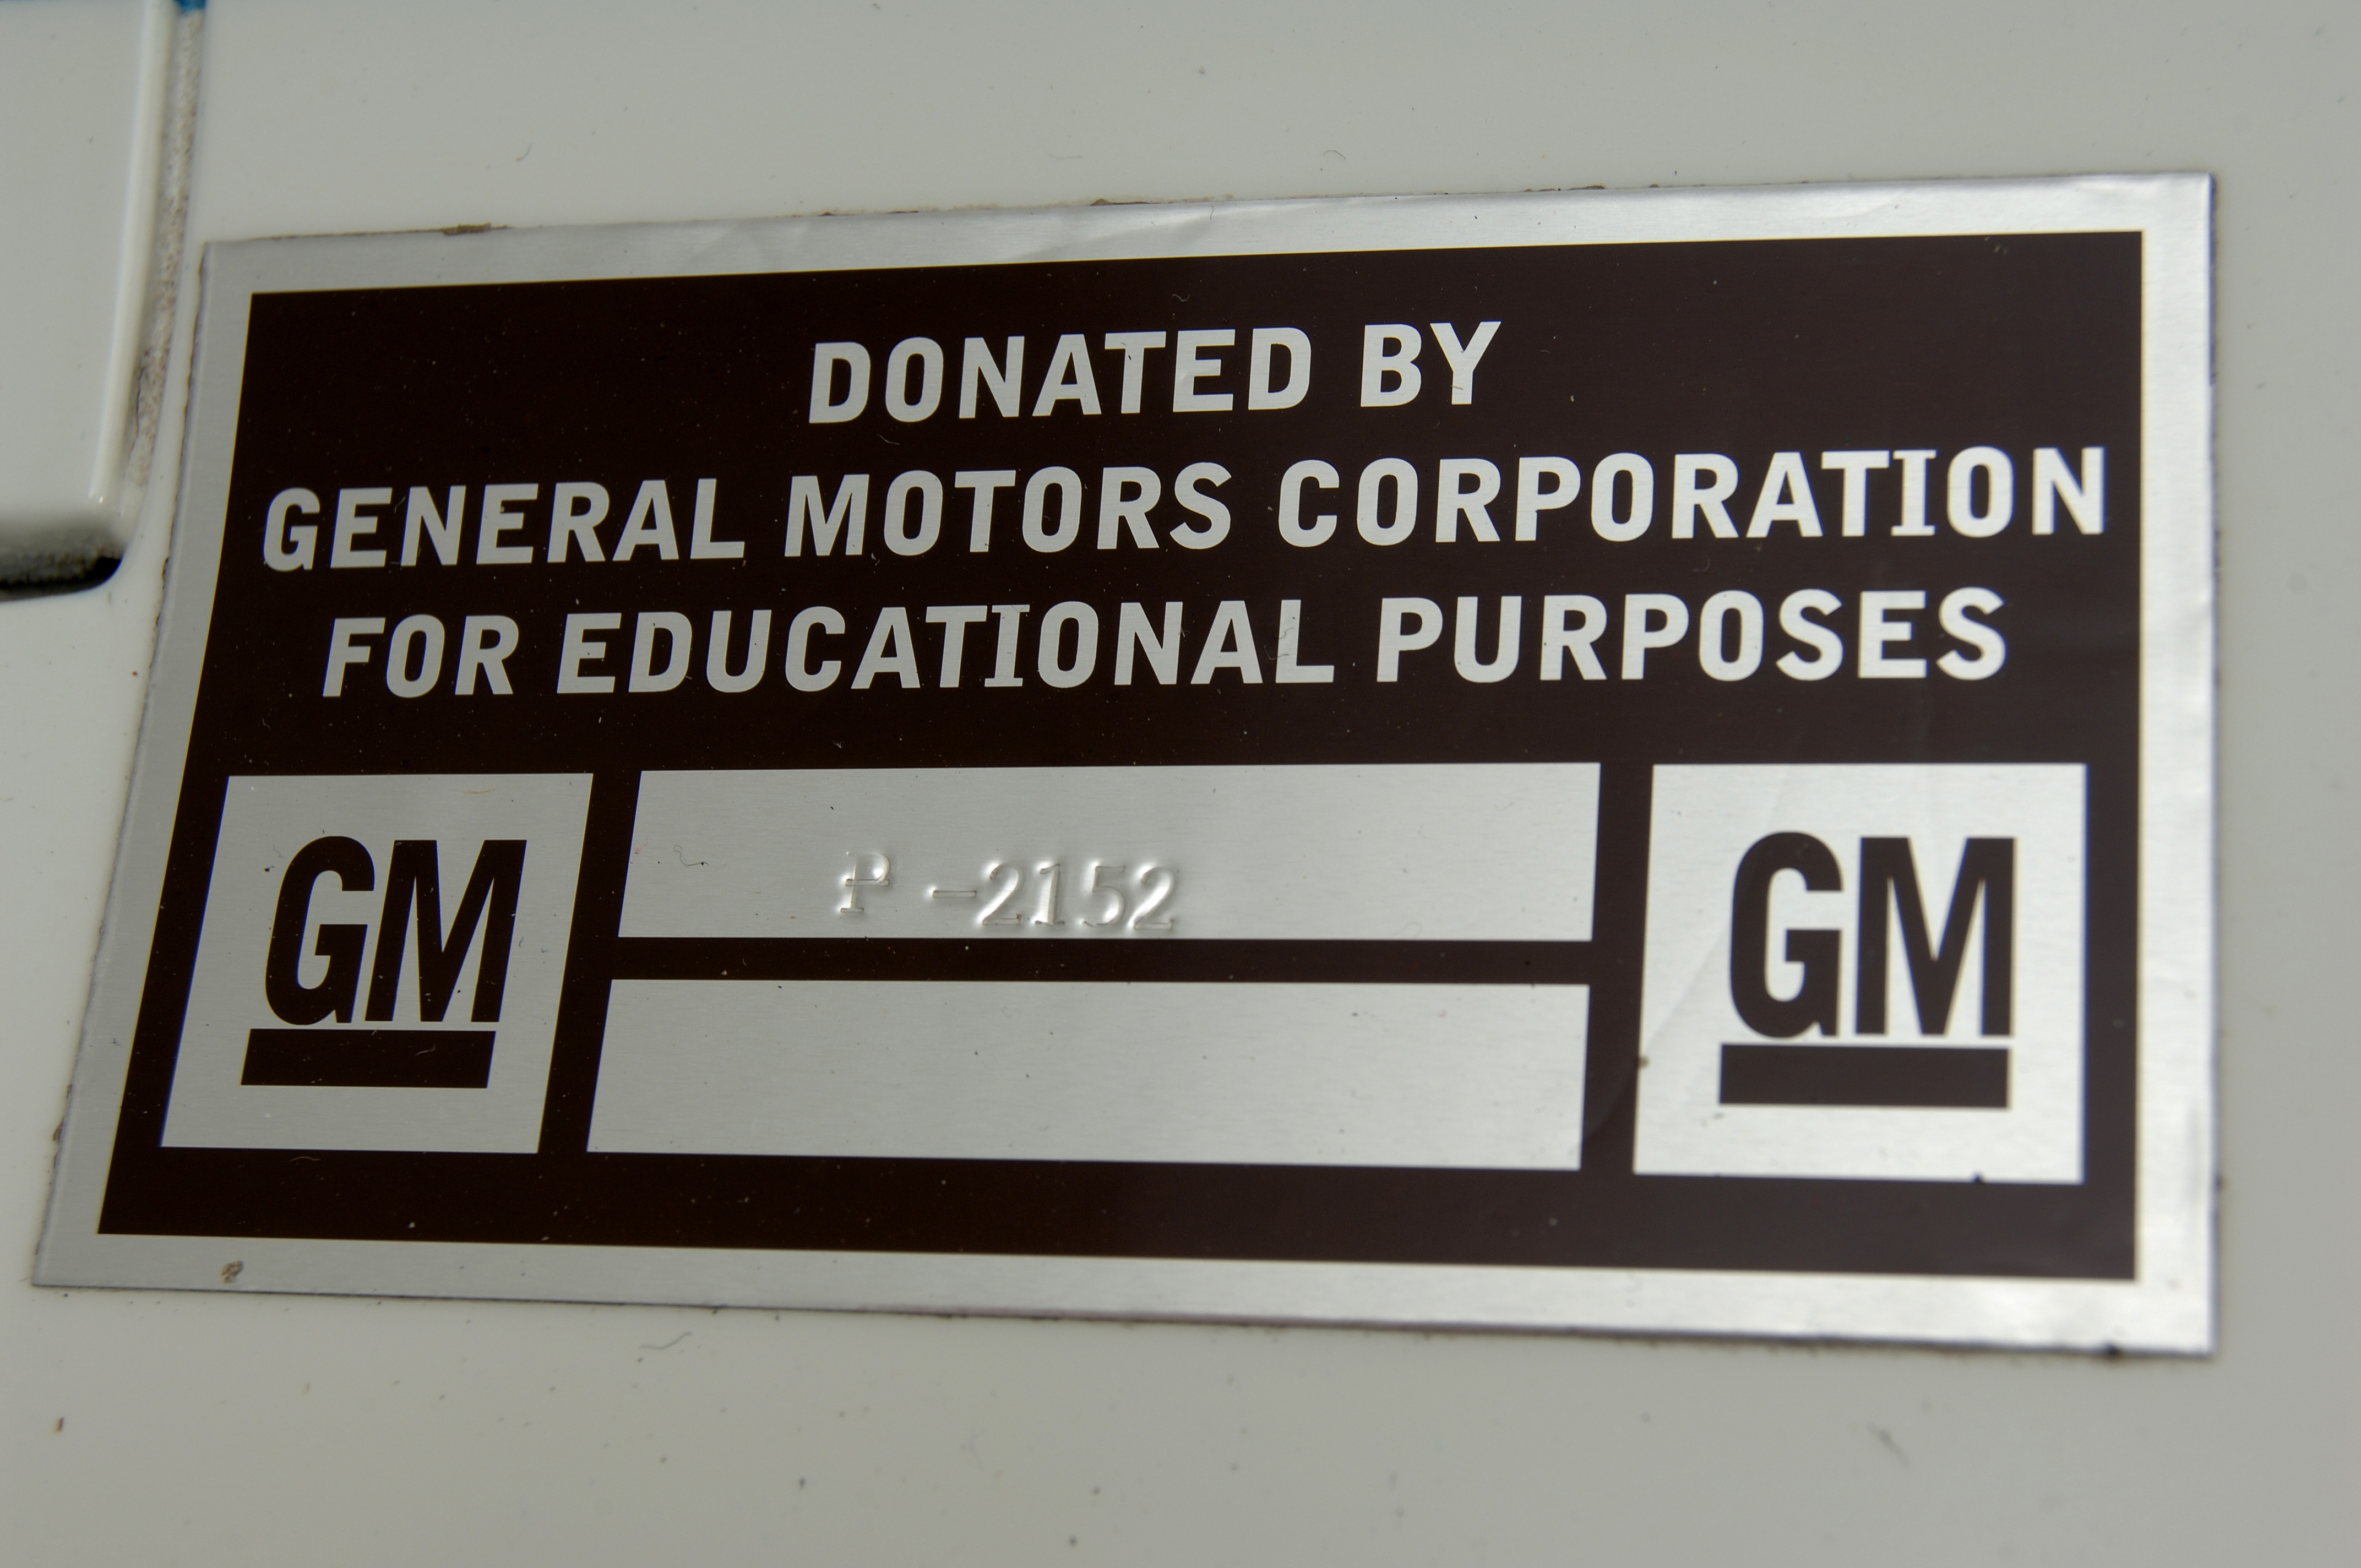 DONATED BY
GENERAL MOTORS CORPORATION
FOR EDUCATIONAL PURPOSES
GM
P -2152
GM